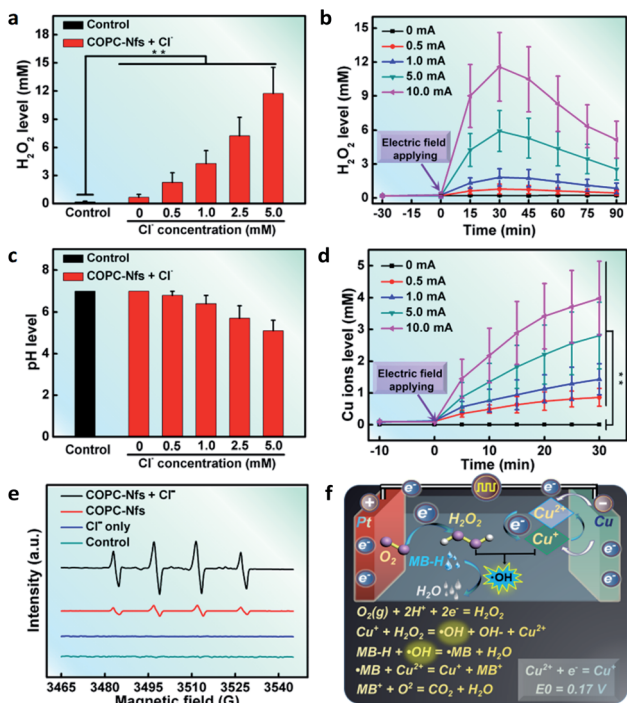 a
Control
COPC-Nfs + Cl⁻
* *
H₂O₂ level (mM)
18
15
12
9
6
3
0
Control
0 0.5 1.0 2.5 5.0
Cl⁻ concentration (mM)
b
0 mA
0.5 mA
1.0 mA
5.0 mA
10.0 mA
H₂O₂ level (mM)
15
12
9
6
3
0
Electric field
applying
-30 -15 0 15 30 45 60 75 90
Time (min)
c
Control
COPC-Nfs + Cl⁻
pH level
9
6
3
0
Control
0 0.5 1.0 2.5 5.0
Cl⁻ concentration (mM)
d
0 mA
0.5 mA
1.0 mA
5.0 mA
10.0 mA
Cu ions level (mM)
5
4
3
2
1
0
Electric field
applying
* *
-10 0 10 20 30
Time (min)
e
COPC-Nfs + Cl⁻
COPC-Nfs
Cl⁻ only
Control
Intensity (a.u.)
3465 3495 3515 3545
Magnetic field (G)
f
+
e⁻
e⁻
−
Pt
e⁻
H₂O₂
e⁻
Cu²⁺
Cu
e⁻
O₂
Cu⁺
e⁻
MB-H
•OH
e⁻
H₂O
e⁻
O₂(g) + 2H⁺ + 2e⁻ = H₂O₂
Cu⁺ + H₂O₂ = •OH + OH- + Cu²⁺
MB-H + •OH = •MB + H₂O
•MB + Cu²⁺ = Cu⁺ + MB⁺
MB⁺ + O² = CO₂ + H₂O
Cu²⁺ + e⁻ = Cu⁺
E0 = 0.17 V